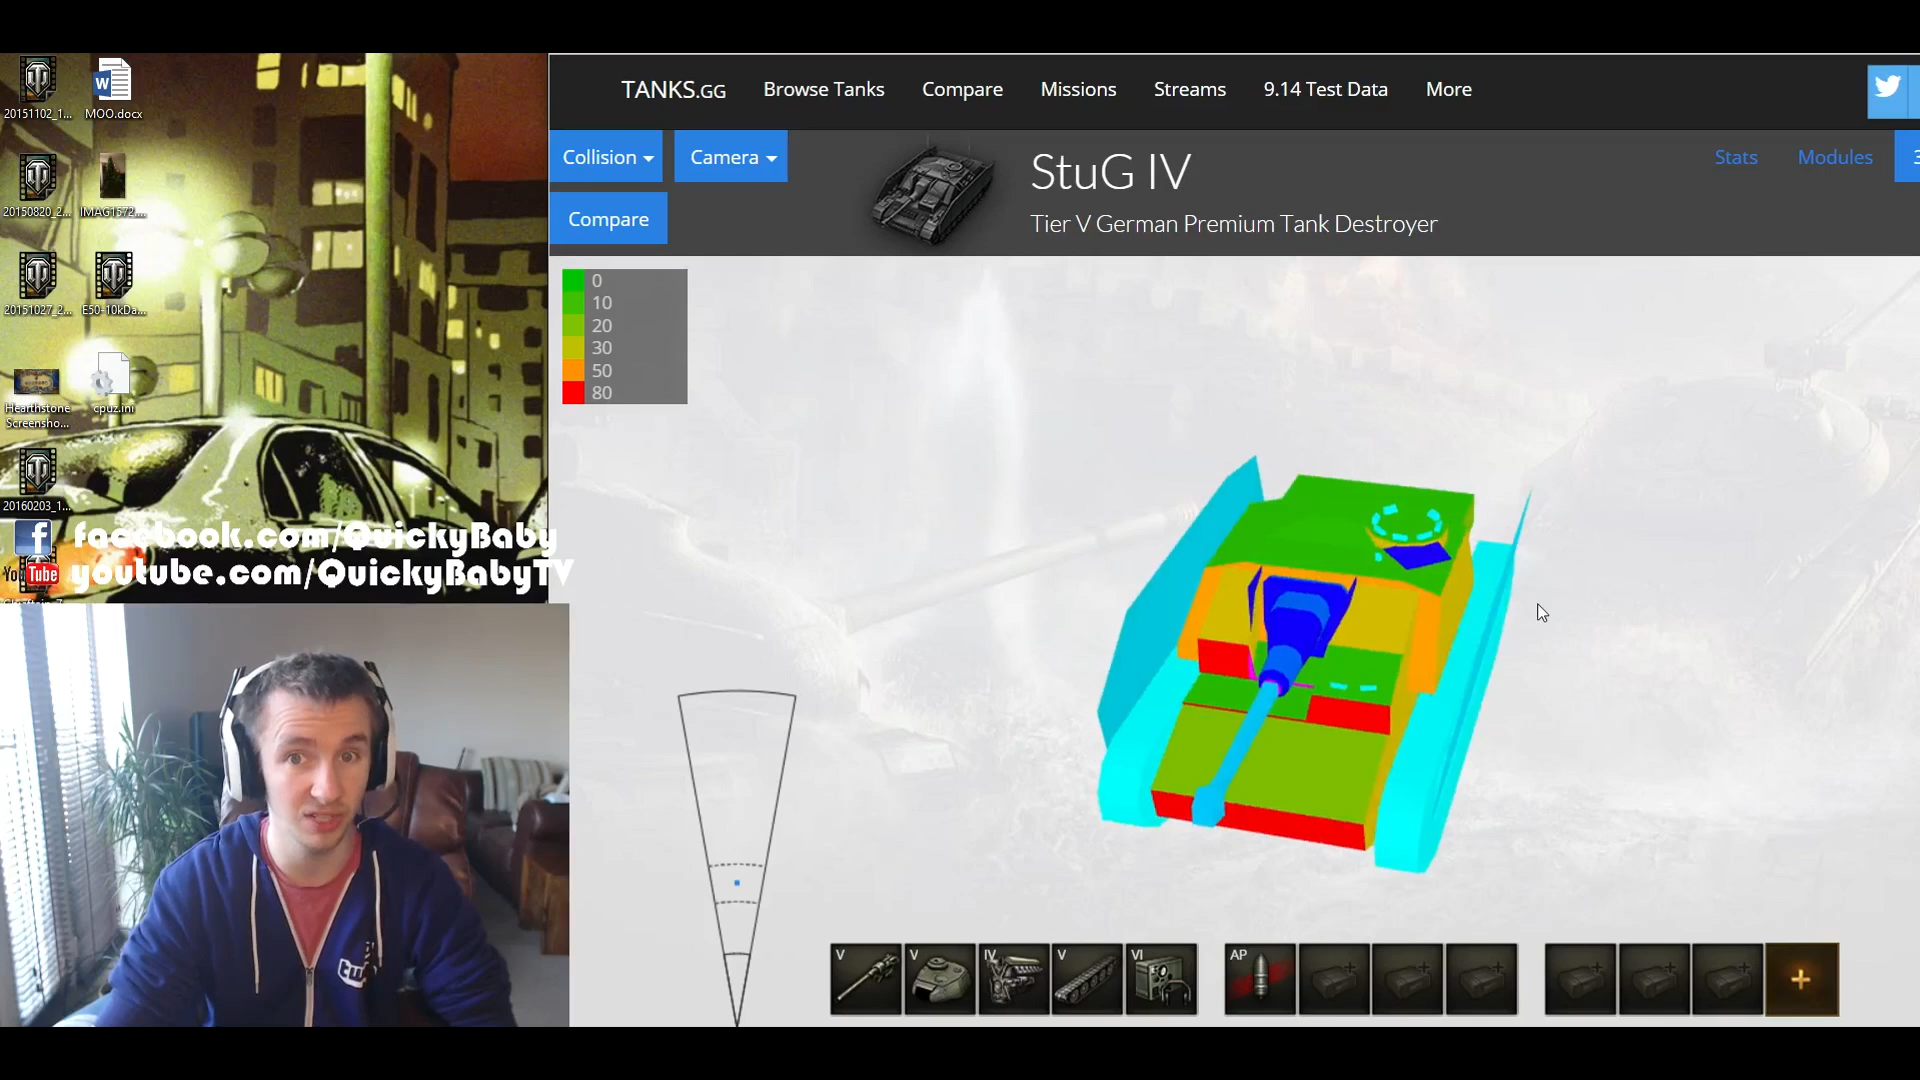 20151102_1...
MOO.docx
20150820_2...
IMAG1572....
20151027_2...
E50-10kDa...
Hearthstone
Screensho...
cpuz.ini
20160203_1...
facebook.com/QuickyBaby
You Tube youtube.com/QuickyBabyTV
TANKS.GG
Browse Tanks
Compare
Missions
Streams
9.14 Test Data
More
Collision
Camera
Compare
StuG IV
Tier V German Premium Tank Destroyer
Stats
Modules
0
10
20
30
50
80
V
V
IV
V
VI
AP